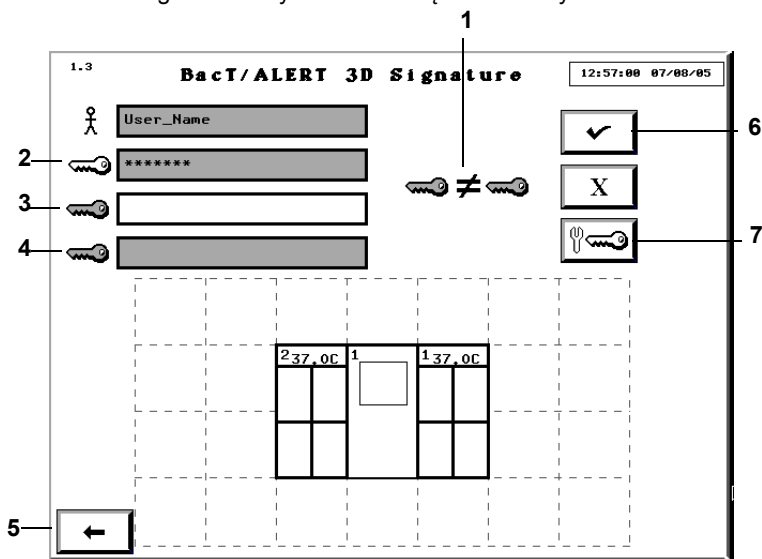 1
1.3
BacT/ALERT 3D Signature
12:57:00 07/08/05
User_Name
6
2
*******
≠
X
3
4
7
2 37.0C 1 1 37.0C
5